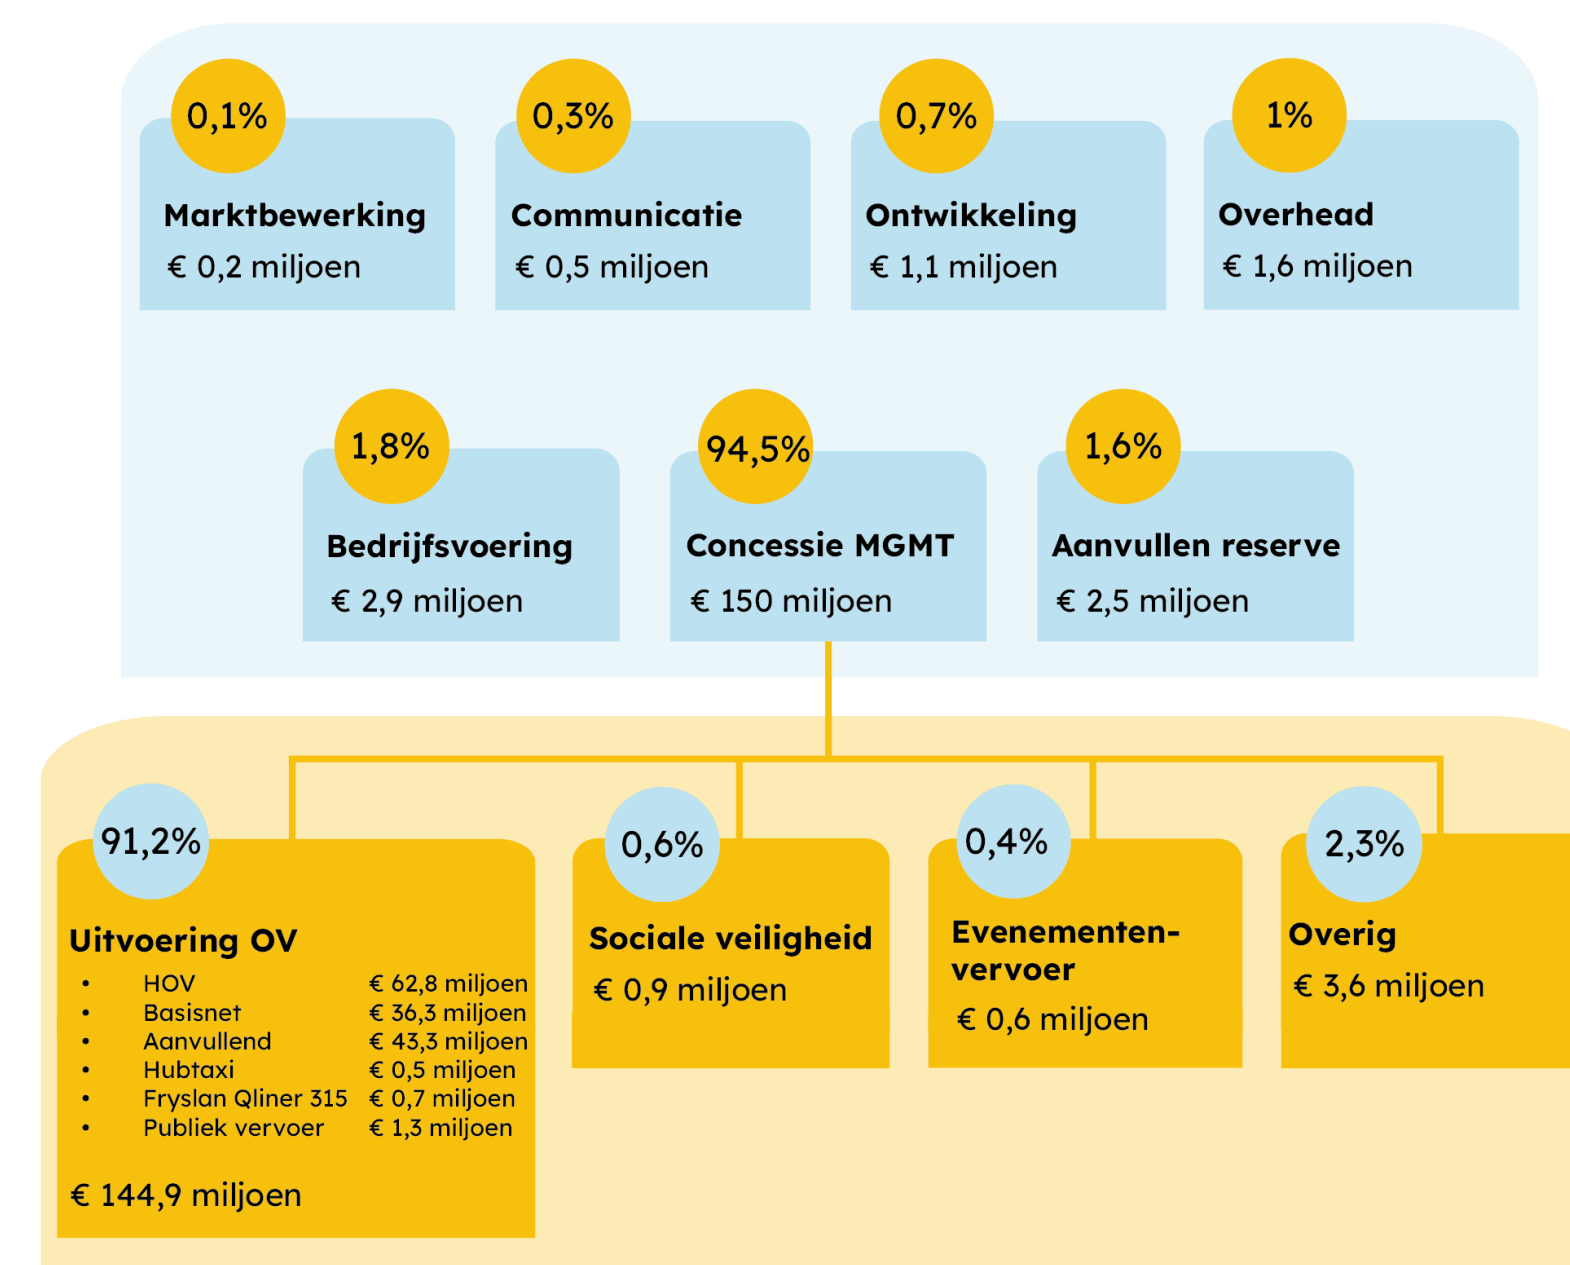 0,1%
Marktbewerking
€ 0,2 miljoen
0,3%
Communicatie
€ 0,5 miljoen
0,7%
Ontwikkeling
€ 1,1 miljoen
1%
Overhead
€ 1,6 miljoen
1,8%
Bedrijfsvoering
€ 2,9 miljoen
94,5%
Concessie MGMT
€ 150 miljoen
1,6%
Aanvullen reserve
€ 2,5 miljoen
91,2%
Uitvoering OV
• HOV € 62,8 miljoen
• Basisnet € 36,3 miljoen
• Aanvullend € 43,3 miljoen
• Hubtaxi € 0,5 miljoen
• Fryslan Qliner 315 € 0,7 miljoen
• Publiek vervoer € 1,3 miljoen
€ 144,9 miljoen
0,6%
Sociale veiligheid
€ 0,9 miljoen
0,4%
Evenementen-
vervoer
€ 0,6 miljoen
2,3%
Overig
€ 3,6 miljoen